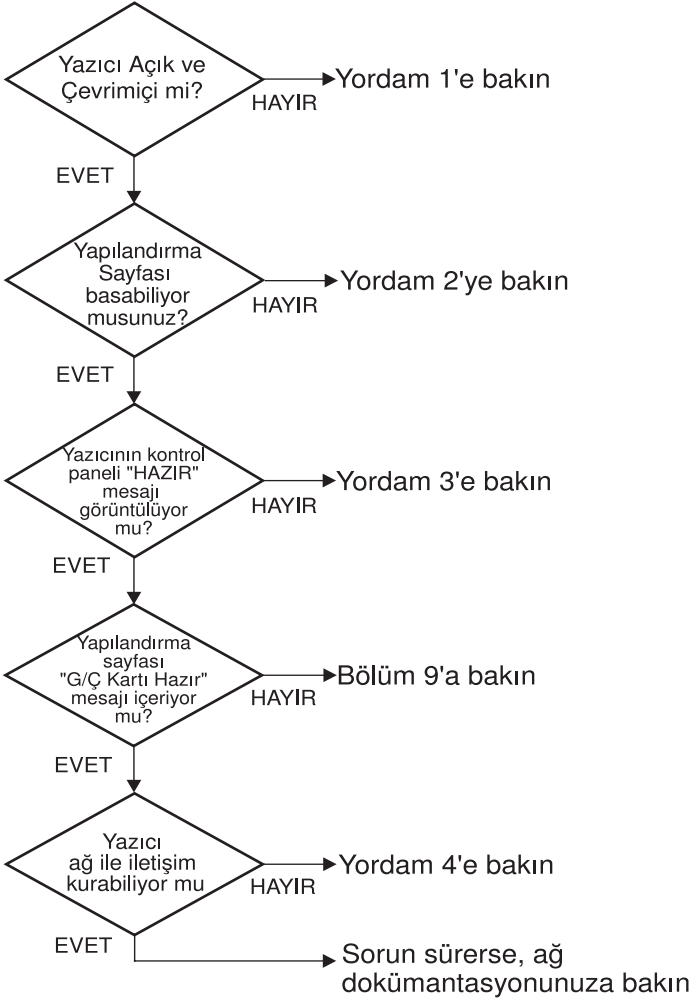 Yazıcı Açık ve
Çevrimiçi mi?
HAYIR
Yordam 1'e bakın
EVET
Yapılandırma
Sayfası
basabiliyor
musunuz?
HAYIR
Yordam 2'ye bakın
EVET
Yazıcının kontrol
paneli "HAZIR"
mesajı
görüntülüyor
mu?
HAYIR
Yordam 3'e bakın
EVET
Yapılandırma
sayfası
"G/Ç Kartı Hazır"
mesajı içeriyor
mu?
HAYIR
Bölüm 9'a bakın
EVET
Yazıcı
ağ ile iletişim
kurabiliyor mu
HAYIR
Yordam 4'e bakın
EVET
Sorun sürerse, ağ
dokümantasyonunuza bakın